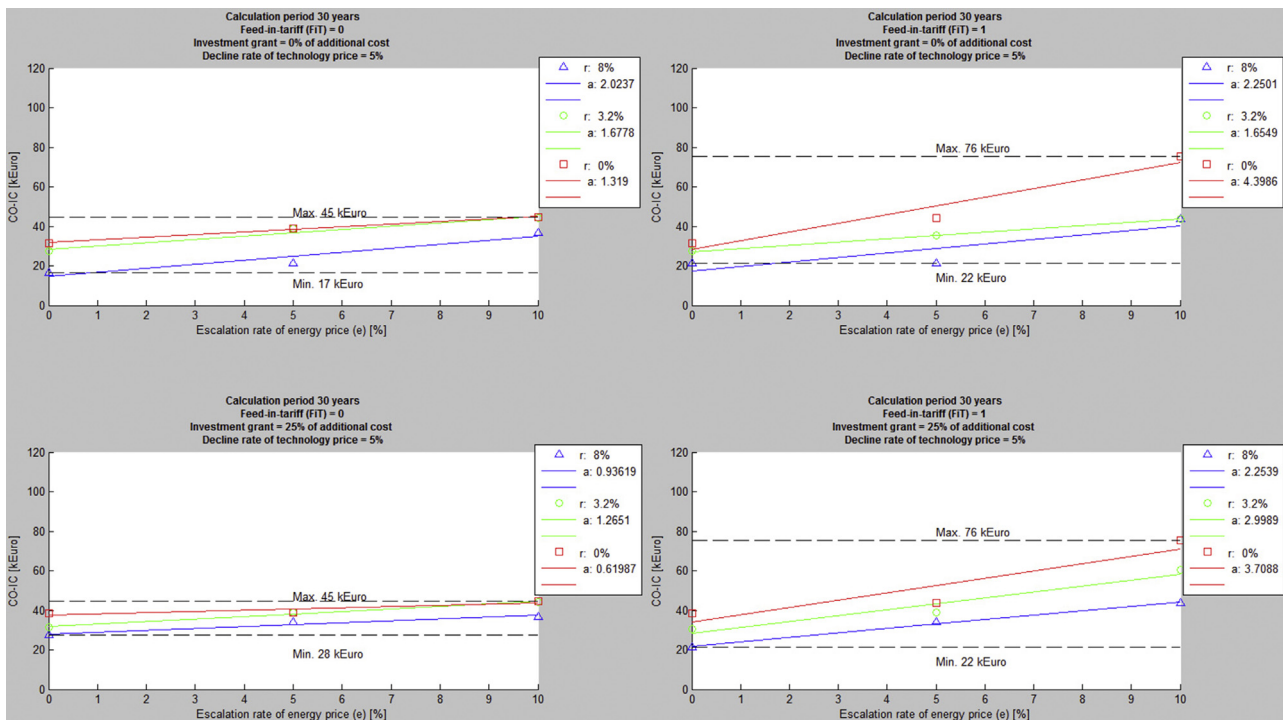 Calculation period 30 years
Feed-in-tariff (FiT) = 0
Investment grant = 0% of additional cost
Decline rate of technology price = 5%
120
100
80
60
40
20
0
CO-IC [kEuro]
Max. 45 kEuro
Min. 17 kEuro
r: 8%
a: 2.0237
r: 3.2%
a: 1.6778
r: 0%
a: 1.319
0 1 2 3 4 5 6 7 8 9 10
Escalation rate of energy price (e) [%]
Calculation period 30 years
Feed-in-tariff (FiT) = 1
Investment grant = 0% of additional cost
Decline rate of technology price = 5%
120
100
80
60
40
20
0
CO-IC [kEuro]
Max. 76 kEuro
Min. 22 kEuro
r: 8%
a: 2.2501
r: 3.2%
a: 1.6549
r: 0%
a: 4.3986
0 1 2 3 4 5 6 7 8 9 10
Escalation rate of energy price (e) [%]
Calculation period 30 years
Feed-in-tariff (FiT) = 0
Investment grant = 25% of additional cost
Decline rate of technology price = 5%
120
100
80
60
40
20
0
CO-IC [kEuro]
Max. 45 kEuro
Min. 28 kEuro
r: 8%
a: 0.93619
r: 3.2%
a: 1.2651
r: 0%
a: 0.61987
0 1 2 3 4 5 6 7 8 9 10
Escalation rate of energy price (e) [%]
Calculation period 30 years
Feed-in-tariff (FiT) = 1
Investment grant = 25% of additional cost
Decline rate of technology price = 5%
120
100
80
60
40
20
0
CO-IC [kEuro]
Max. 76 kEuro
Min. 22 kEuro
r: 8%
a: 2.2539
r: 3.2%
a: 2.9989
r: 0%
a: 3.7088
0 1 2 3 4 5 6 7 8 9 10
Escalation rate of energy price (e) [%]